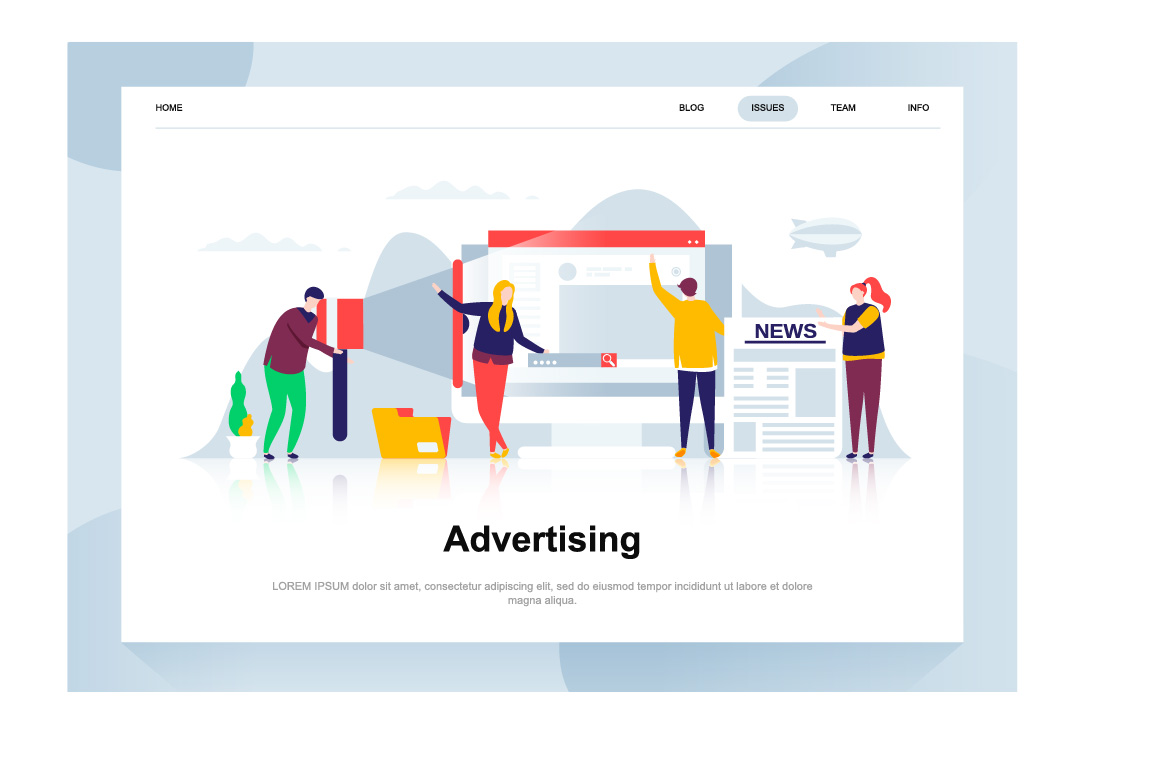 HOME
BLOG
ISSUES
TEAM
INFO
NEWS
Advertising
LOREM IPSUM dolor sit amet, consectetur adipiscing elit, sed do eiusmod tempor incididunt ut labore et dolore
magna aliqua.